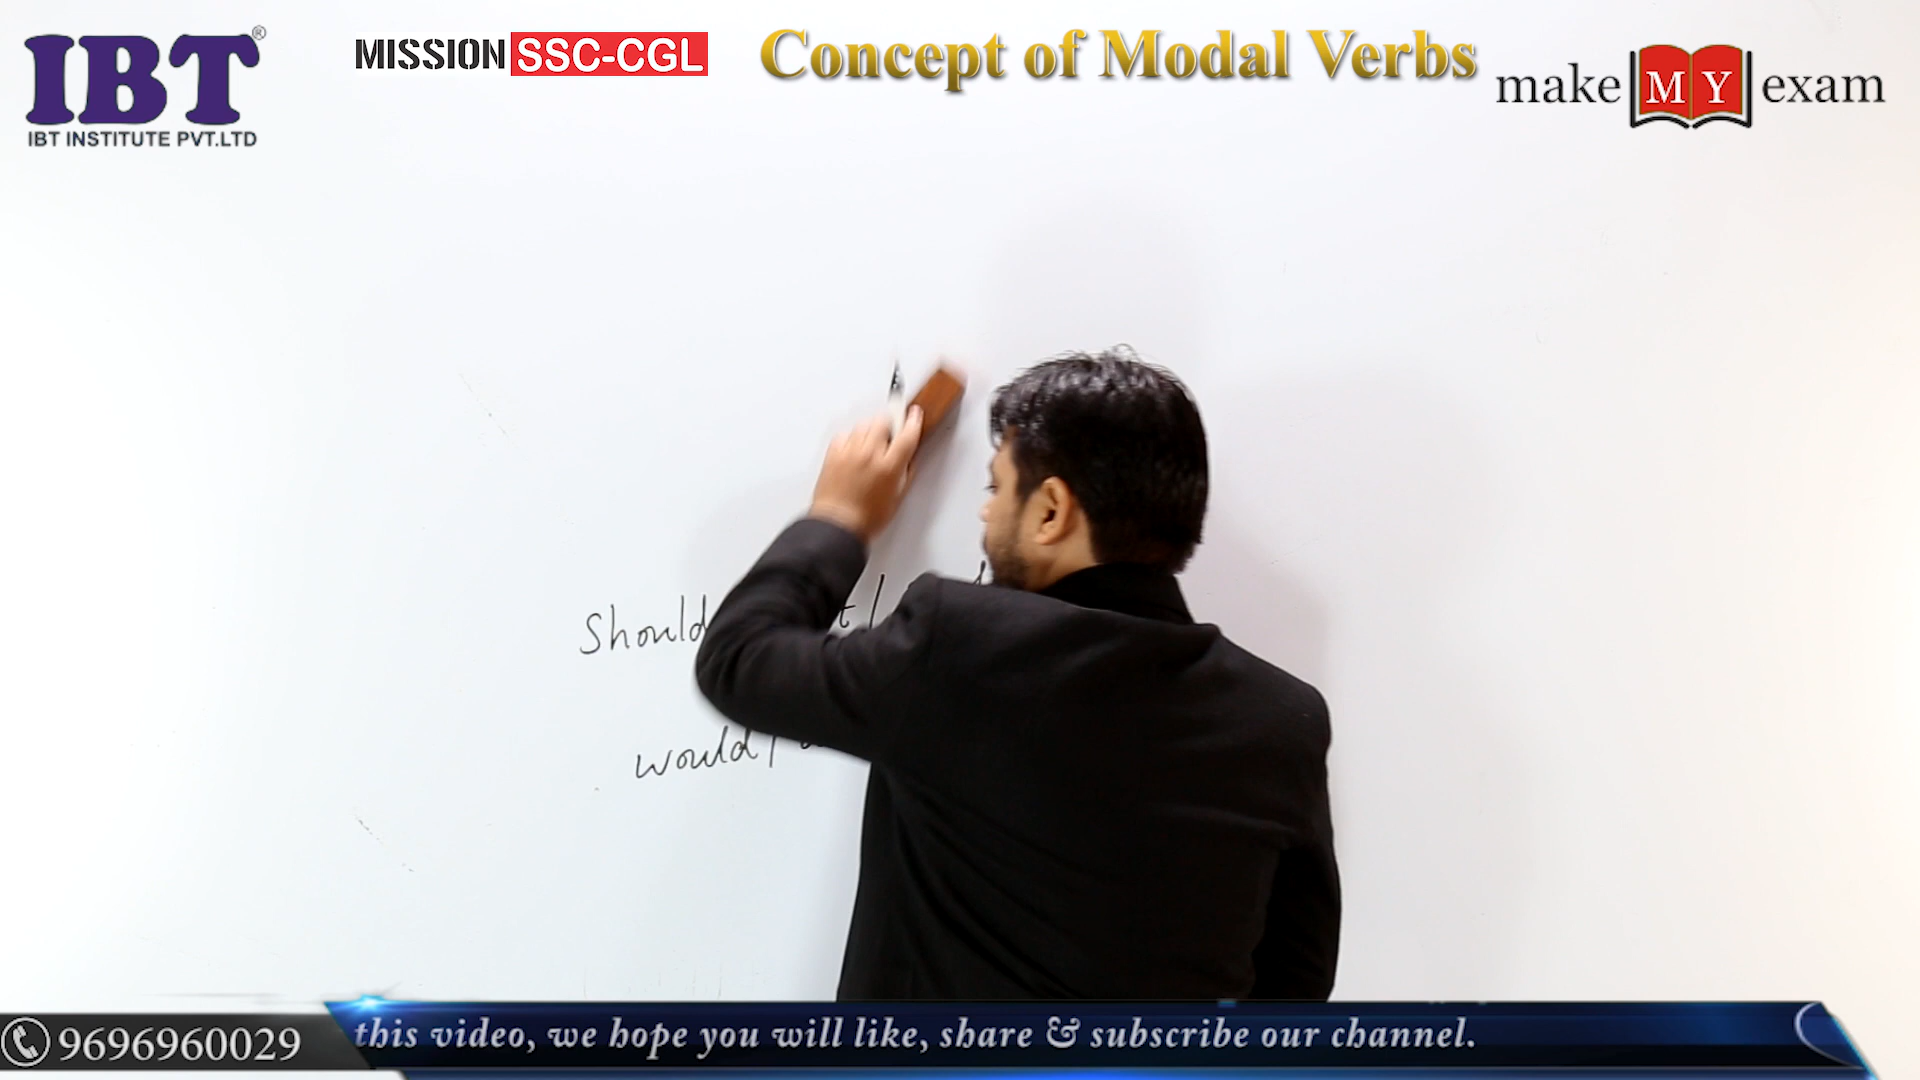 IBT®
IBT INSTITUTE PVT.LTD
MISSION SSC-CGL
Concept of Modal Verbs
make MY exam
Should
would /
9696960029
this video, we hope you will like, share & subscribe our channel.